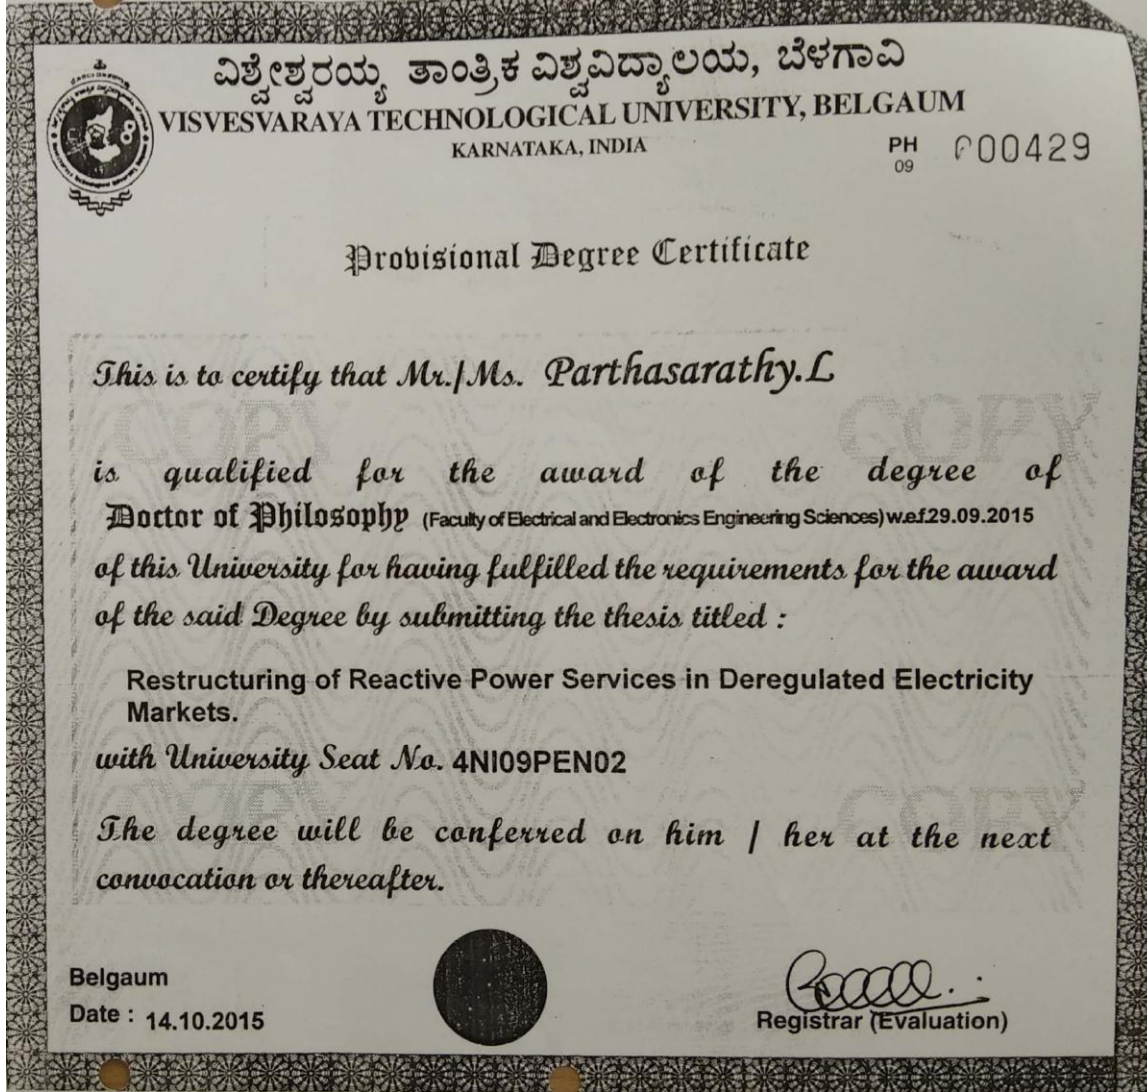 ವಿಶ್ವೇಶ್ವರಯ್ಯ ತಾಂತ್ರಿಕ ವಿಶ್ವವಿದ್ಯಾಲಯ, ಬೆಳಗಾವಿ
VISVESVARAYA TECHNOLOGICAL UNIVERSITY, BELGAUM
KARNATAKA, INDIA
PH 000429
09
Provisional Degree Certificate
This is to certify that Mr./Ms. Parthasarathy.L
COPY COPY
is qualified for the award of the degree of
Doctor of Philosophy (Faculty of Electrical and Electronics Engineering Sciences) w.e.f.29.09.2015
of this University for having fulfilled the requirements for the award
of the said Degree by submitting the thesis titled :
Restructuring of Reactive Power Services in Deregulated Electricity
Markets.
with University Seat No. 4NI09PEN02
COPY COPY
The degree will be conferred on him / her at the next
convocation or thereafter.
Belgaum
Date : 14.10.2015
Registrar (Evaluation)